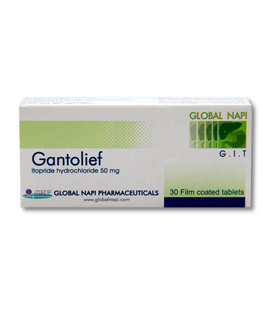 GLOBAL NAPI
G.I.T
Gantolief
Itopride hydrochloride 50 mg
GLOBAL NAPI PHARMACEUTICALS
www.globalnapi.com
30 Film coated tablets